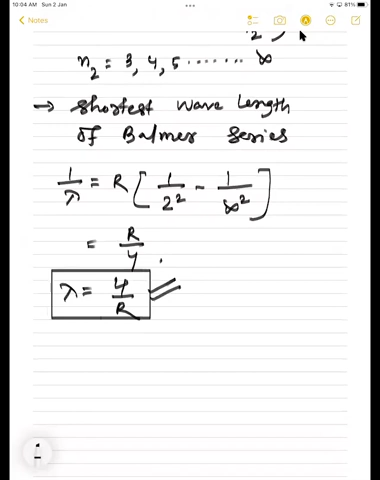 10:04 AM Sun 2 Jan
81%
Notes
n₂ = 3, 4, 5 ....... ∞
→ Shortest wave length
of Balmer Series
1/λ = R [ 1/2² - 1/∞² ]
= R/4 .
λ = 4/R